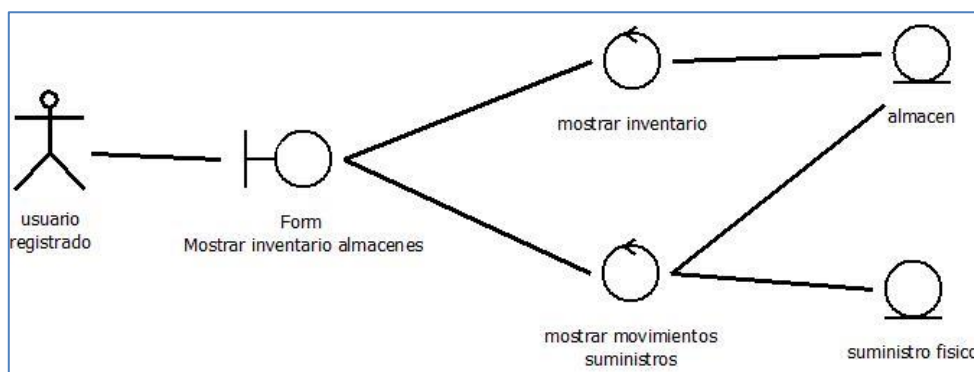 usuario
registrado
Form
Mostrar inventario almacenes
mostrar inventario
almacen
mostrar movimientos
suministros
suministro fisico